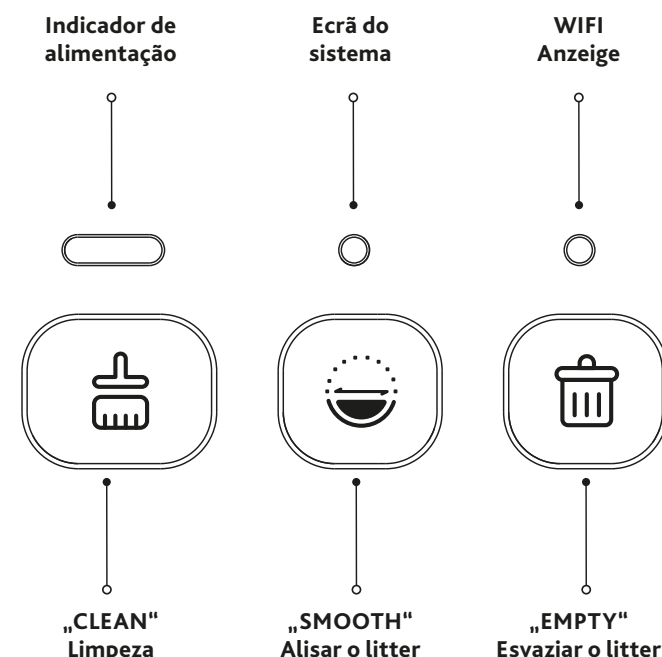 Indicador de
alimentação
Ecrã do
sistema
WIFI
Anzeige
„CLEAN“
Limpeza
„SMOOTH“
Alisar o litter
„EMPTY“
Esvaziar o litter